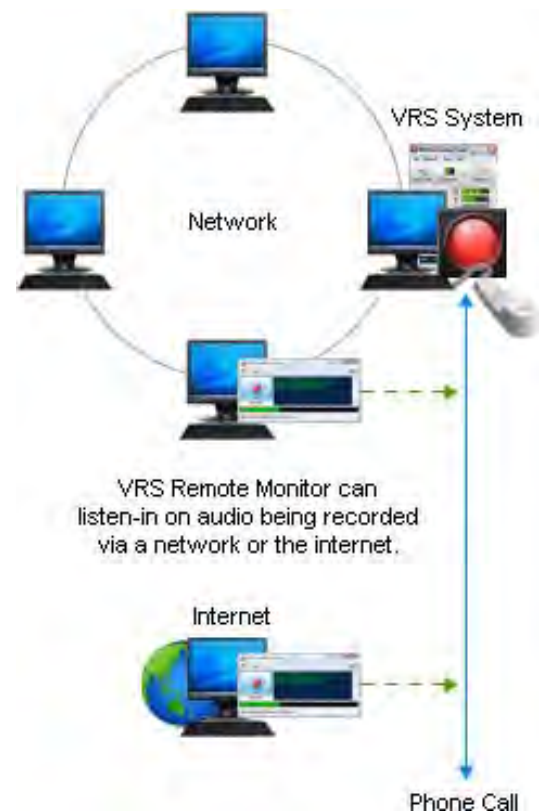 VRS System
Network
VRS Remote Monitor can
listen-in on audio being recorded
via a network or the internet.
Internet
Phone Call